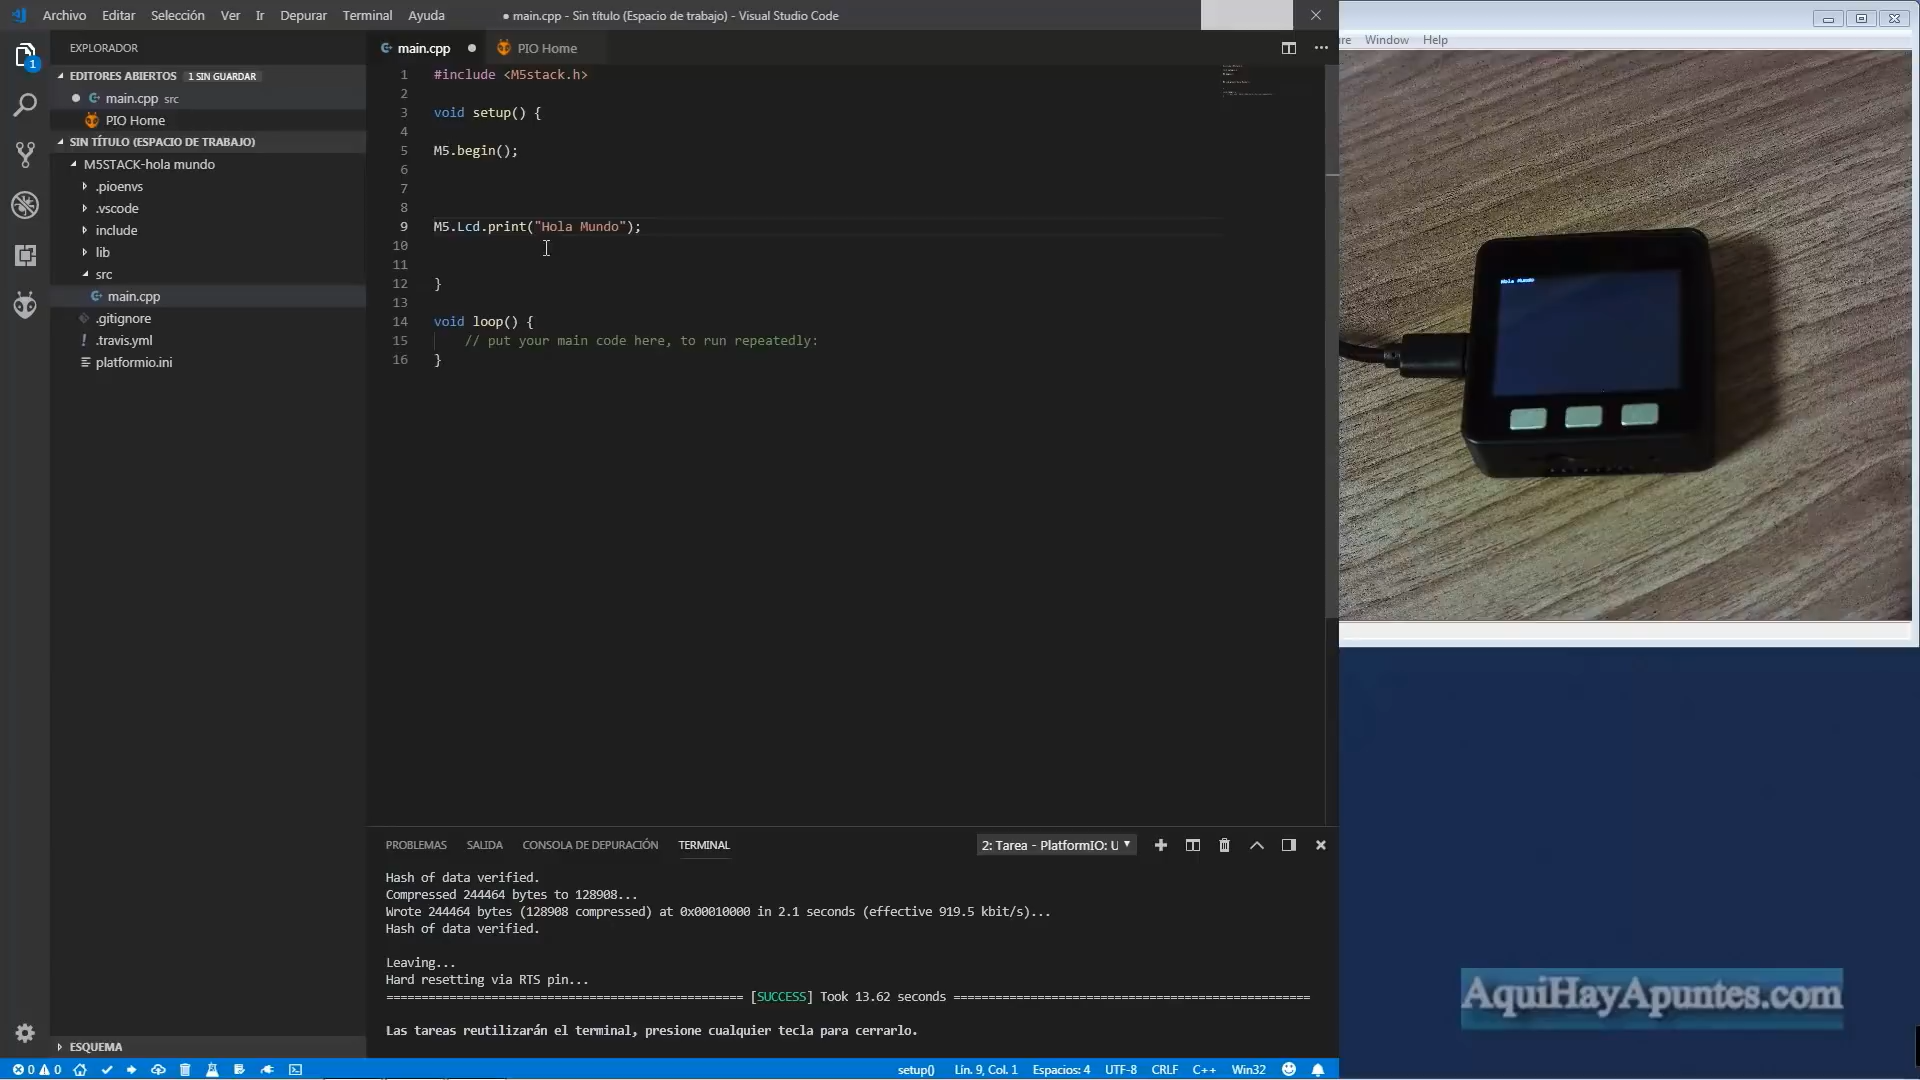 Archivo Editar Selección Ver Ir Depurar Terminal Ayuda
● main.cpp - Sin título (Espacio de trabajo) - Visual Studio Code
Window Help
EXPLORADOR
EDITORES ABIERTOS 1 SIN GUARDAR
main.cpp src
PIO Home
SIN TÍTULO (ESPACIO DE TRABAJO)
M5STACK-hola mundo
.pioenvs
.vscode
include
lib
src
main.cpp
.gitignore
.travis.yml
platformio.ini
ESQUEMA
1
main.cpp
PIO Home
1 #include <M5stack.h>
2
3 void setup() {
4
5 M5.begin();
6
7
8
9 M5.Lcd.print("Hola Mundo");
10
11
12 }
13
14 void loop() {
15 // put your main code here, to run repeatedly:
16 }
Hola Mundo
PROBLEMAS SALIDA CONSOLA DE DEPURACIÓN TERMINAL
2: Tarea - PlatformIO: U
Hash of data verified.
Compressed 244464 bytes to 128908...
Wrote 244464 bytes (128908 compressed) at 0x00010000 in 2.1 seconds (effective 919.5 kbit/s)...
Hash of data verified.
Leaving...
Hard resetting via RTS pin...
=============================================== [SUCCESS] Took 13.62 seconds ===============================================
Las tareas reutilizarán el terminal, presione cualquier tecla para cerrarlo.
AquiHayApuntes.com
0 0 setup() Lín. 9, Col. 1 Espacios: 4 UTF-8 CRLF C++ Win32